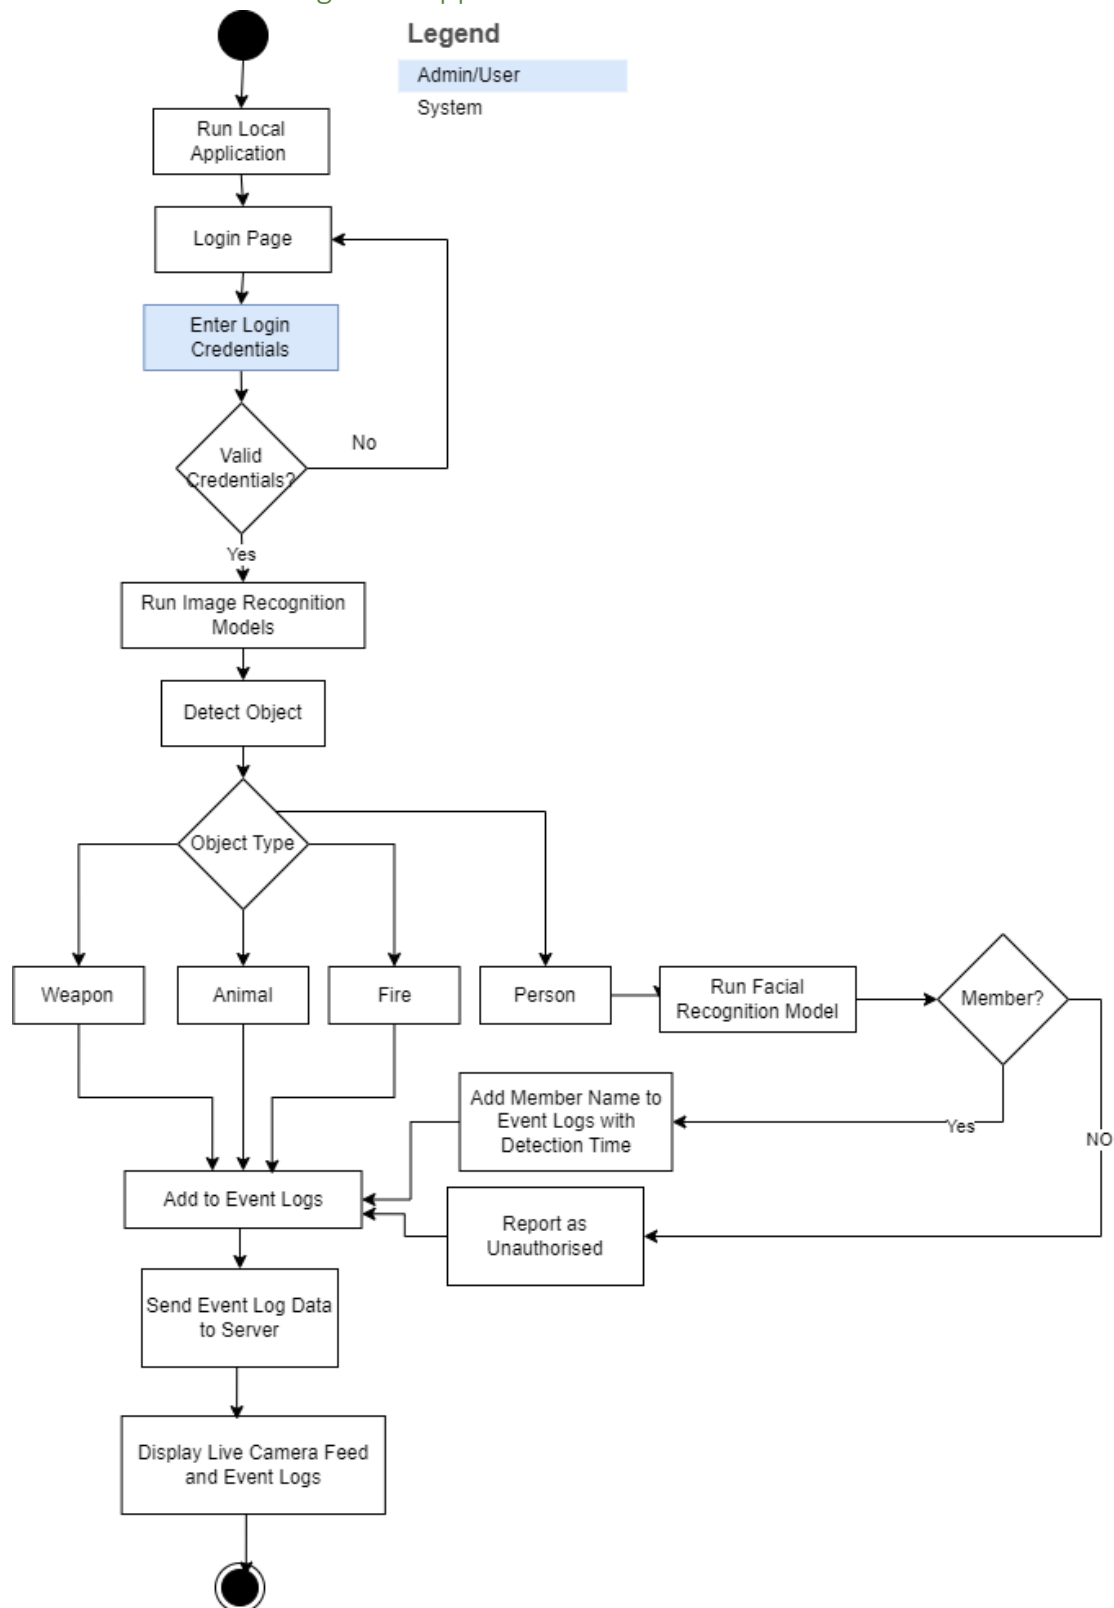 Legend
Admin/User
System
Run Local
Application
Login Page
Enter Login
Credentials
Valid
Credentials?
No
Yes
Run Image Recognition
Models
Detect Object
Object Type
Weapon
Animal
Fire
Person
Run Facial
Recognition Model
Member?
Add Member Name to
Event Logs with
Detection Time
Yes
NO
Add to Event Logs
Report as
Unauthorised
Send Event Log Data
to Server
Display Live Camera Feed
and Event Logs